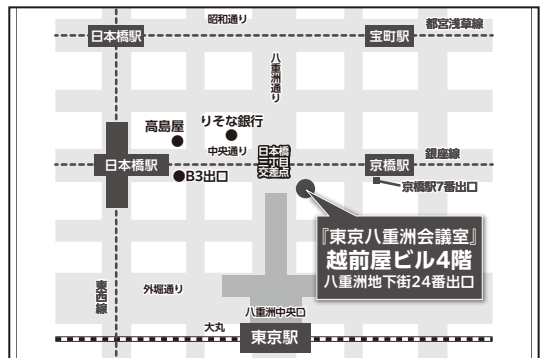 昭和通り
都営浅草線
日本橋駅
宝町駅
八重洲通り
高島屋
りそな銀行
中央通り
日本橋
三丁目
交差点
銀座線
日本橋駅
京橋駅
B3出口
京橋駅7番出口
『東京八重洲会議室』
越前屋ビル4階
八重洲地下街24番出口
東西線
外堀通り
八重洲中央口
大丸
東京駅